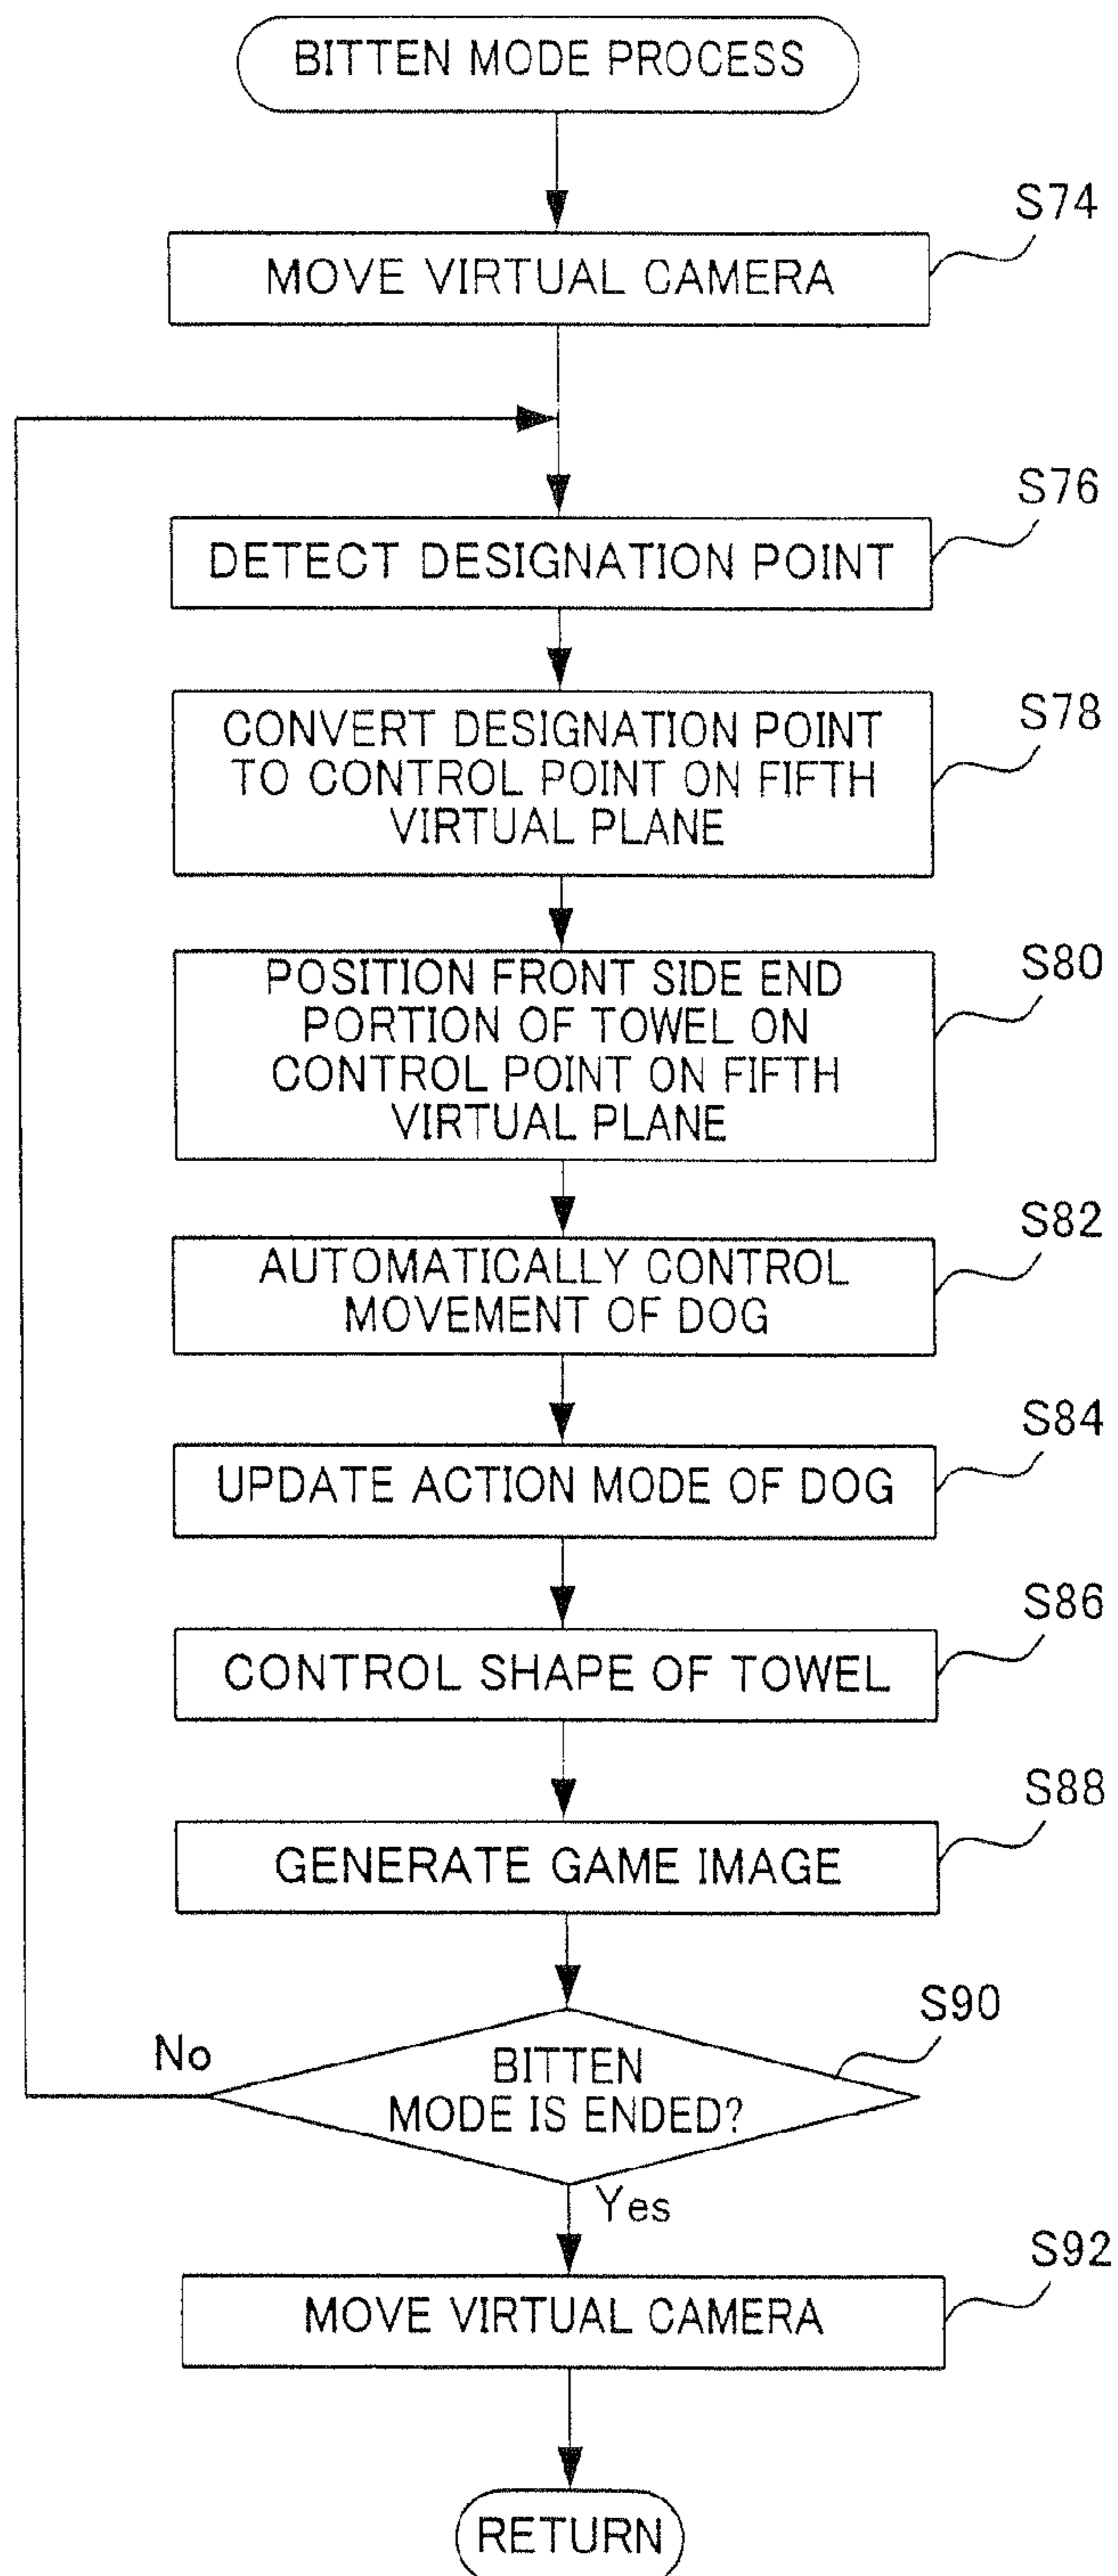 BITTEN MODE PROCESS
S74
MOVE VIRTUAL CAMERA
S76
DETECT DESIGNATION POINT
S78
CONVERT DESIGNATION POINT
TO CONTROL POINT ON FIFTH
VIRTUAL PLANE
S80
POSITION FRONT SIDE END
PORTION OF TOWEL ON
CONTROL POINT ON FIFTH
VIRTUAL PLANE
S82
AUTOMATICALLY CONTROL
MOVEMENT OF DOG
S84
UPDATE ACTION MODE OF DOG
S86
CONTROL SHAPE OF TOWEL
S88
GENERATE GAME IMAGE
S90
No
BITTEN
MODE IS ENDED?
Yes
S92
MOVE VIRTUAL CAMERA
RETURN